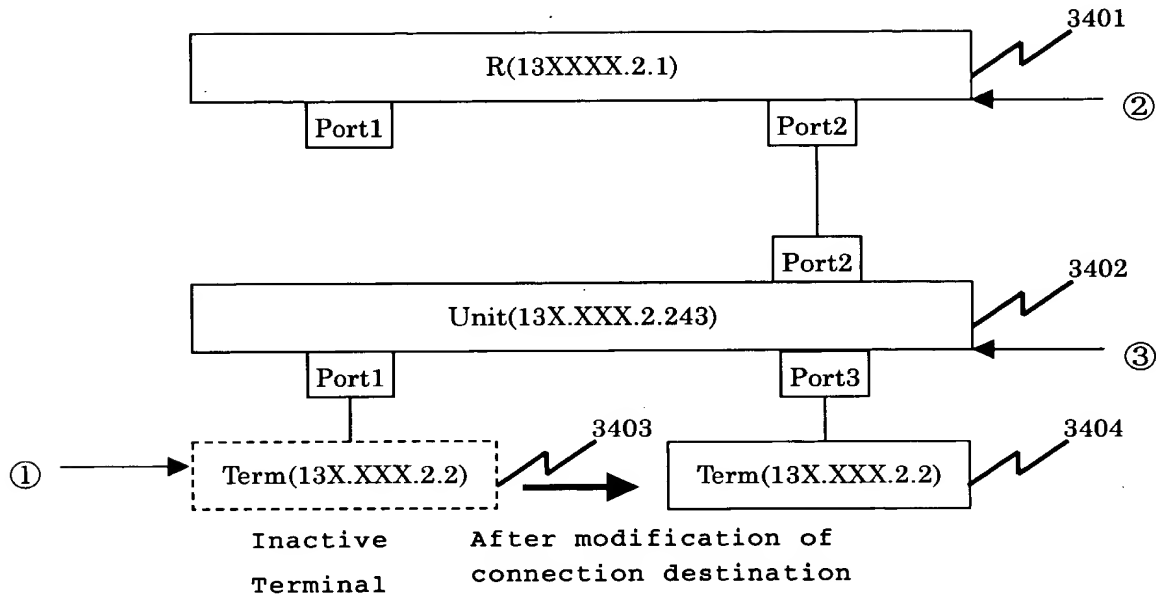 3401
R(13XXXX.2.1)
②
Port1
Port2
Port2
3402
Unit(13X.XXX.2.243)
③
Port1
Port3
3403
3404
①
Term(13X.XXX.2.2)
Term(13X.XXX.2.2)
Inactive
Terminal
After modification of
connection destination